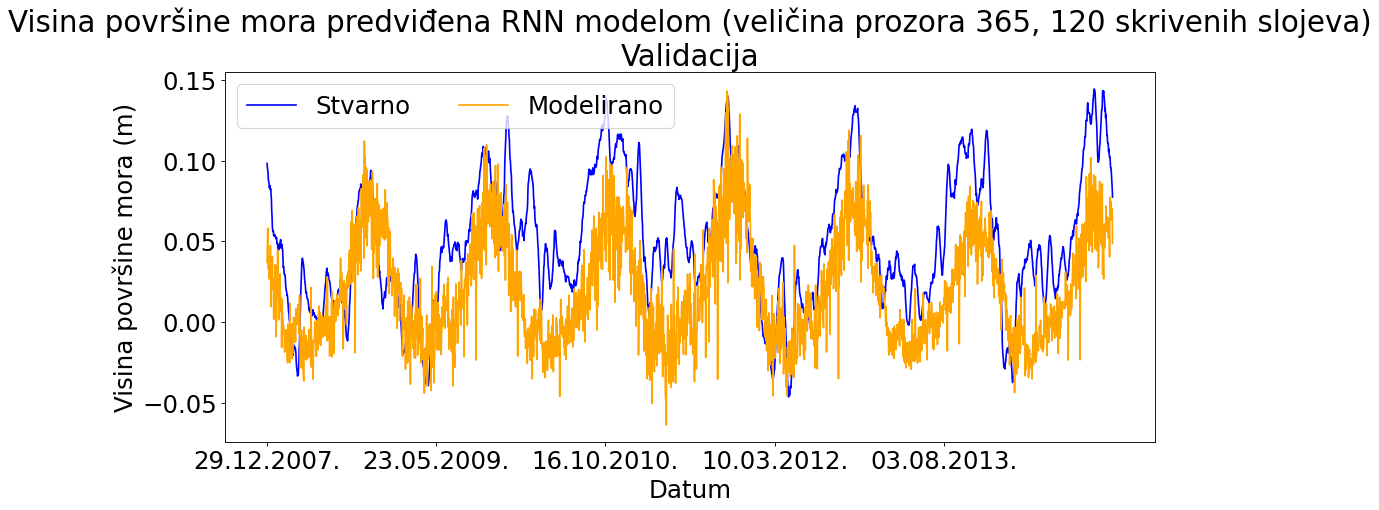 Visina površine mora predviđena RNN modelom (veličina prozora 365, 120 skrivenih slojeva)
Validacija
Stvarno
Modelirano
Visina površine mora (m)
0.15
0.10
0.05
0.00
−0.05
29.12.2007.
23.05.2009.
16.10.2010.
10.03.2012.
03.08.2013.
Datum